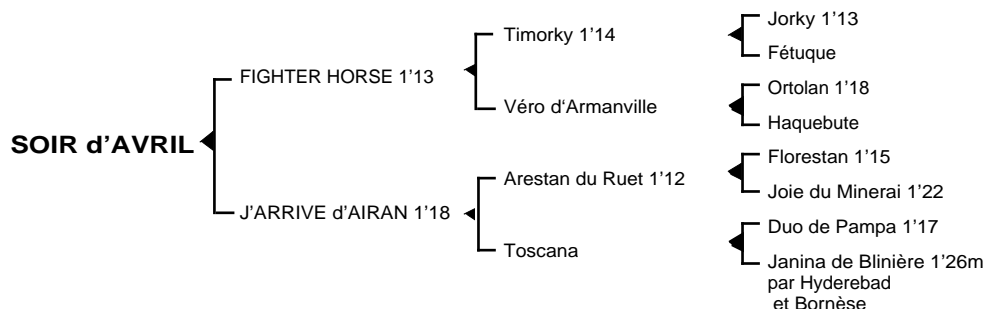 Jorky 1’13
Timorky 1’14
Fétuque
FIGHTER HORSE 1’13
Ortolan 1’18
Véro d‘Armanville
Haquebute
SOIR d’AVRIL
Florestan 1’15
Arestan du Ruet 1’12
Joie du Minerai 1’22
J’ARRIVE d’AIRAN 1’18
Duo de Pampa 1’17
Toscana
Janina de Blinière 1’26m
par Hyderebad
et Bornèse